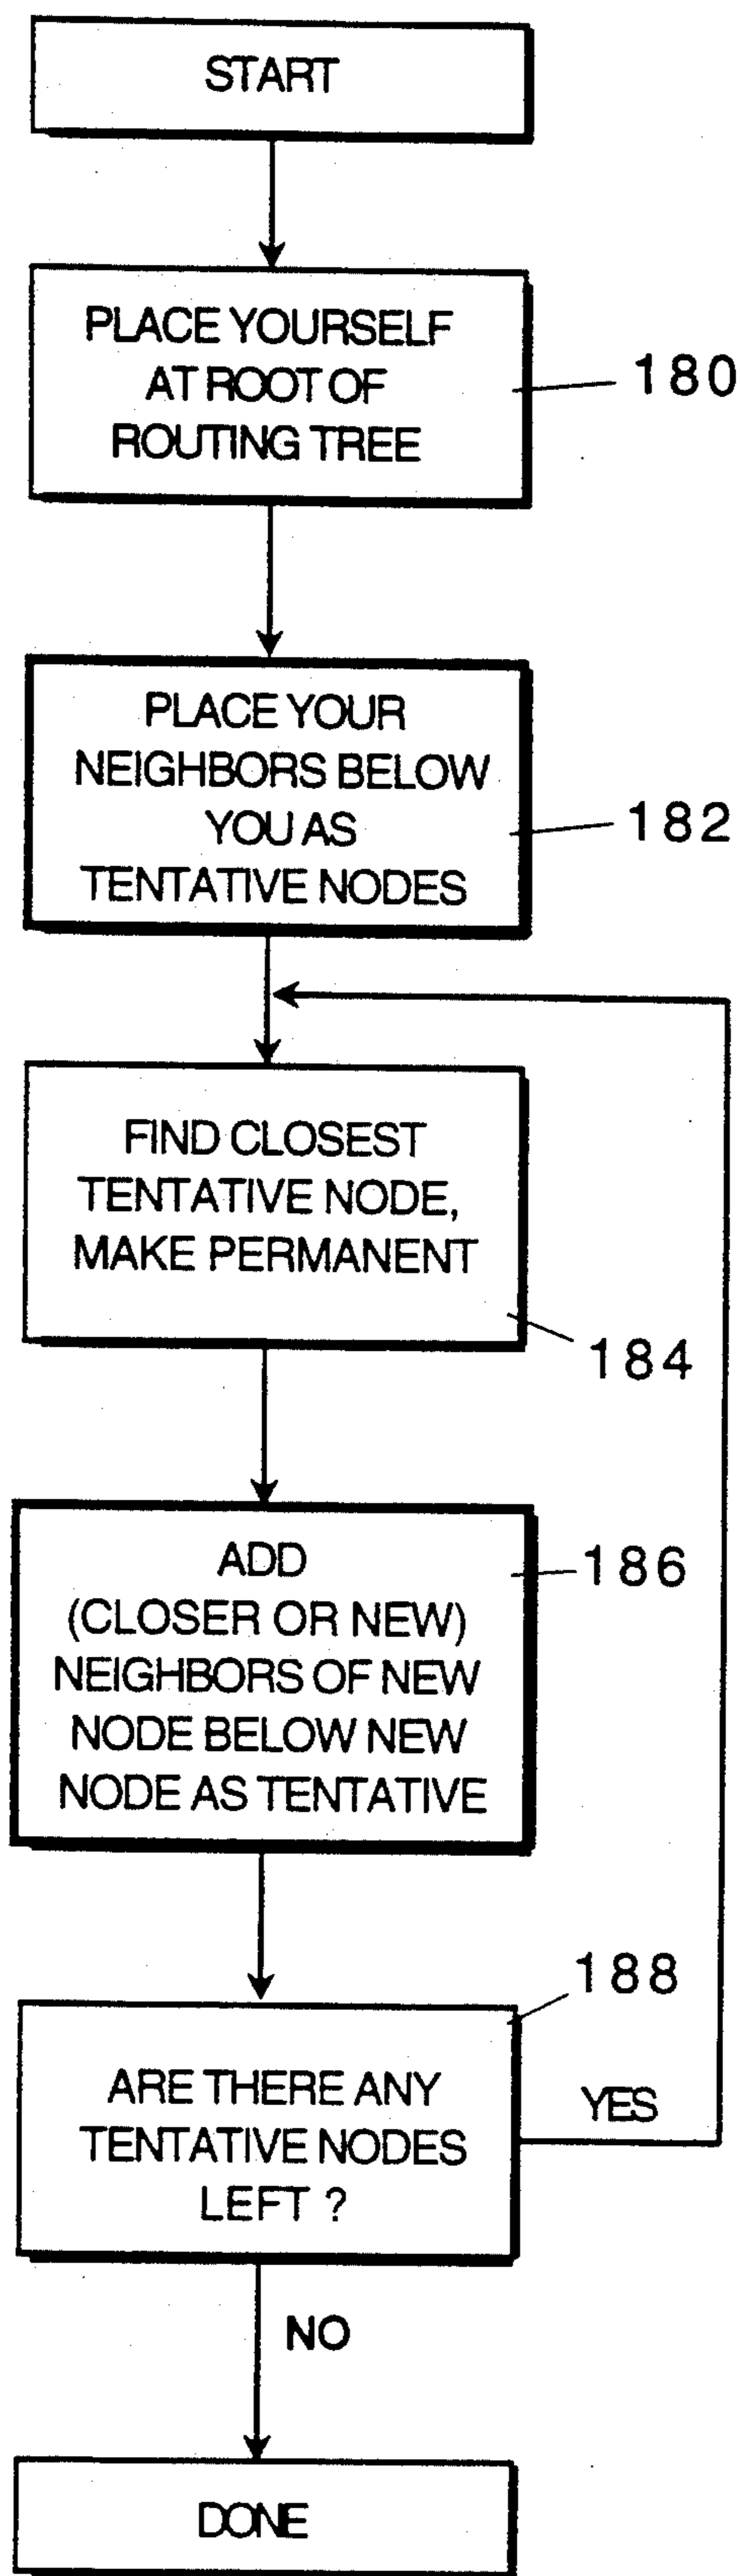 START
PLACE YOURSELF
AT ROOT OF
ROUTING TREE
180
PLACE YOUR
NEIGHBORS BELOW
YOU AS
TENTATIVE NODES
182
FIND CLOSEST
TENTATIVE NODE,
MAKE PERMANENT
184
ADD
(CLOSER OR NEW)
NEIGHBORS OF NEW
NODE BELOW NEW
NODE AS TENTATIVE
186
188
ARE THERE ANY
TENTATIVE NODES
LEFT ?
YES
NO
DONE